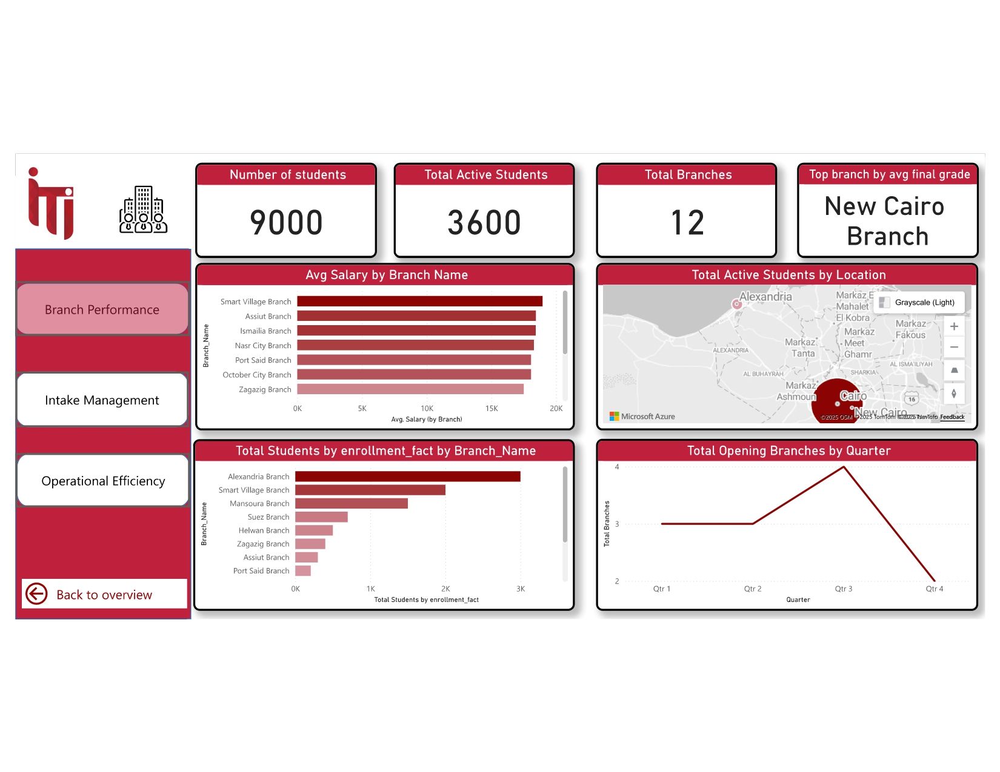 iTi
Number of students
9000
Total Active Students
3600
Total Branches
12
Top branch by avg final grade
New Cairo
Branch
Branch Performance
Intake Management
Operational Efficiency
Back to overview
Avg Salary by Branch Name
Branch_Name
Smart Village Branch
Assiut Branch
Ismailia Branch
Nasr City Branch
Port Said Branch
October City Branch
Zagazig Branch
0K 5K 10K 15K 20K
Avg. Salary (by Branch)
Total Active Students by Location
Alexandria
Markaz E
Mahalet
El Kobra
Grayscale (Light)
Markaz
Fakous
Markaz
Meet
Ghamr
Markaz
Tanta
ALEXANDRIA
AL BUHAYRAH
SHARKIA
AL ISMA'ILIYAH
Markaz
Ashmoun
Cairo
16
New Cairo
Microsoft Azure
©2025 OSM ©2025 TomTom Feedback
Total Students by enrollment_fact by Branch_Name
Branch_Name
Alexandria Branch
Smart Village Branch
Mansoura Branch
Suez Branch
Helwan Branch
Zagazig Branch
Assiut Branch
Port Said Branch
0K 1K 2K 3K
Total Students by enrollment_fact
Total Opening Branches by Quarter
Total Branches
4
3
2
Qtr 1 Qtr 2 Qtr 3 Qtr 4
Quarter